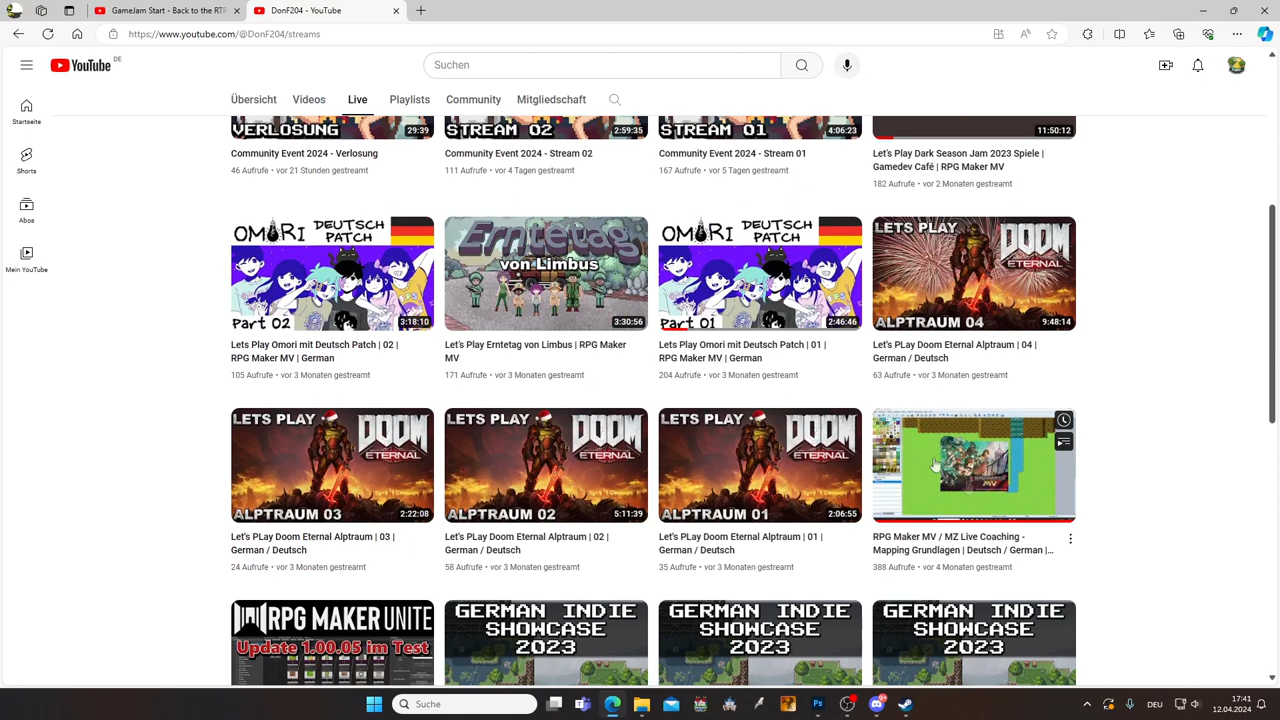 GameJam Start - Back to the RTP
DonF204 - YouTube
https://www.youtube.com/@DonF204/streams
YouTube DE
Suchen
Übersicht Videos Live Playlists Community Mitgliedschaft
Startseite
Shorts
Abos
Mein YouTube
VERLOSUNG 29:39
STREAM 02 2:59:35
STREAM 01 4:06:23
11:50:12
Community Event 2024 - Verlosung
46 Aufrufe • vor 21 Stunden gestreamt
Community Event 2024 - Stream 02
111 Aufrufe • vor 4 Tagen gestreamt
Community Event 2024 - Stream 01
167 Aufrufe • vor 5 Tagen gestreamt
Let's Play Dark Season Jam 2023 Spiele |
Gamedev Café | RPG Maker MV
182 Aufrufe • vor 2 Monaten gestreamt
OMORI DEUTSCH
PATCH
Part 02 3:18:10
Erntetag
von Limbus
3:30:56
OMORI DEUTSCH
PATCH
Part 01 2:46:46
LETS PLAY DOOM
ETERNAL
ALPTRAUM 04 9:48:14
Lets Play Omori mit Deutsch Patch | 02 |
RPG Maker MV | German
105 Aufrufe • vor 3 Monaten gestreamt
Let's Play Erntetag von Limbus | RPG Maker
MV
171 Aufrufe • vor 3 Monaten gestreamt
Lets Play Omori mit Deutsch Patch | 01 |
RPG Maker MV | German
204 Aufrufe • vor 3 Monaten gestreamt
Let's PLay Doom Eternal Alptraum | 04 |
German / Deutsch
63 Aufrufe • vor 3 Monaten gestreamt
LETS PLAY DOOM
ETERNAL
ALPTRAUM 03 2:22:08
LETS PLAY DOOM
ETERNAL
ALPTRAUM 02 5:11:39
LETS PLAY DOOM
ETERNAL
ALPTRAUM 01 2:06:55
MV
Let's PLay Doom Eternal Alptraum | 03 |
German / Deutsch
24 Aufrufe • vor 3 Monaten gestreamt
Let's PLay Doom Eternal Alptraum | 02 |
German / Deutsch
58 Aufrufe • vor 3 Monaten gestreamt
Let's PLay Doom Eternal Alptraum | 01 |
German / Deutsch
35 Aufrufe • vor 3 Monaten gestreamt
RPG Maker MV / MZ Live Coaching -
Mapping Grundlagen | Deutsch / German |...
388 Aufrufe • vor 4 Monaten gestreamt
RPG MAKER UNITE
Update 1.00.05 im Test
GERMAN INDIE
SHOWCASE
2023
GERMAN INDIE
SHOWCASE
2023
GERMAN INDIE
SHOWCASE
2023
Suche
DEU
17:41
12.04.2024